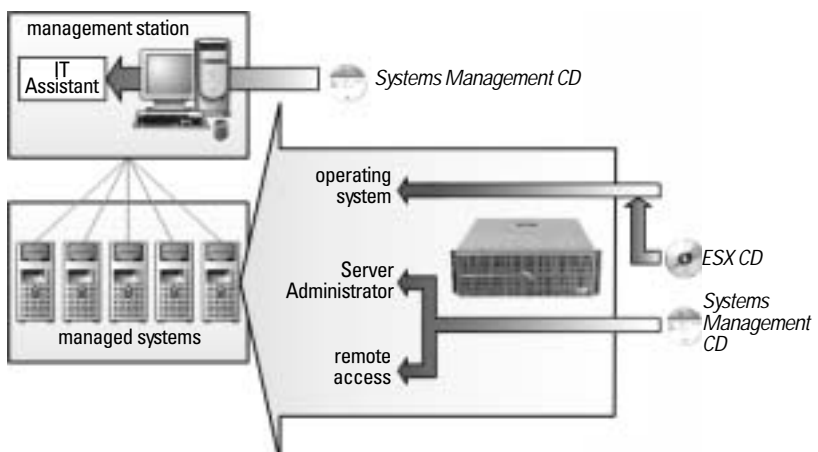 management station
IT
Assistant
Systems Management CD
operating
system
ESX CD
Server
Administrator
Systems
Management
CD
managed systems
remote
access